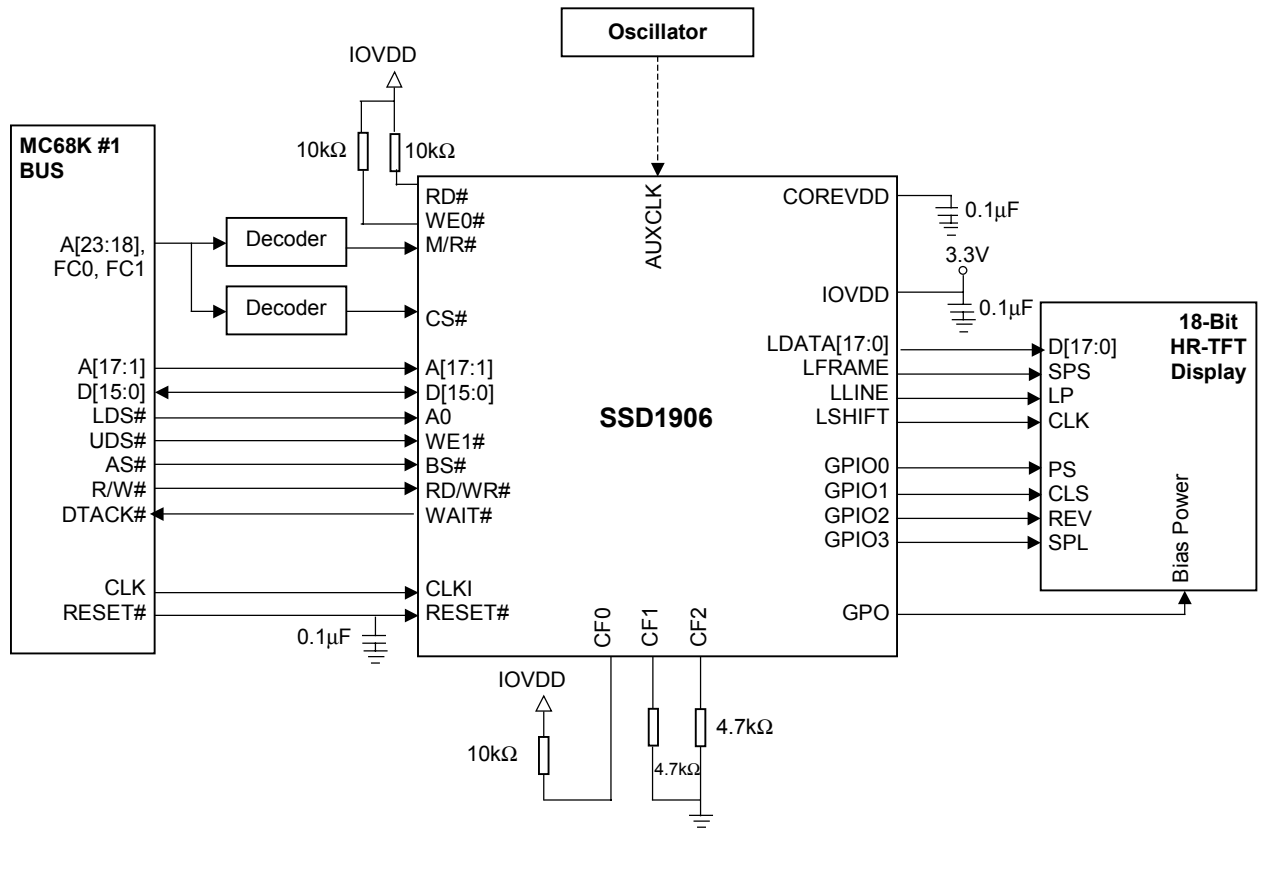 Oscillator
IOVDD
10kΩ
10kΩ
MC68K #1
BUS
A[23:18],
FC0, FC1
Decoder
Decoder
A[17:1]
D[15:0]
LDS#
UDS#
AS#
R/W#
DTACK#
CLK
RESET#
0.1μF
RD#
WE0#
M/R#
CS#
A[17:1]
D[15:0]
A0
WE1#
BS#
RD/WR#
WAIT#
CLKI
RESET#
AUXCLK
SSD1906
CF0
CF1
CF2
IOVDD
10kΩ
4.7kΩ
4.7kΩ
COREVDD
0.1μF
3.3V
IOVDD
0.1μF
LDATA[17:0]
LFRAME
LLINE
LSHIFT
GPIO0
GPIO1
GPIO2
GPIO3
GPO
18-Bit
HR-TFT
Display
D[17:0]
SPS
LP
CLK
PS
CLS
REV
SPL
Bias Power